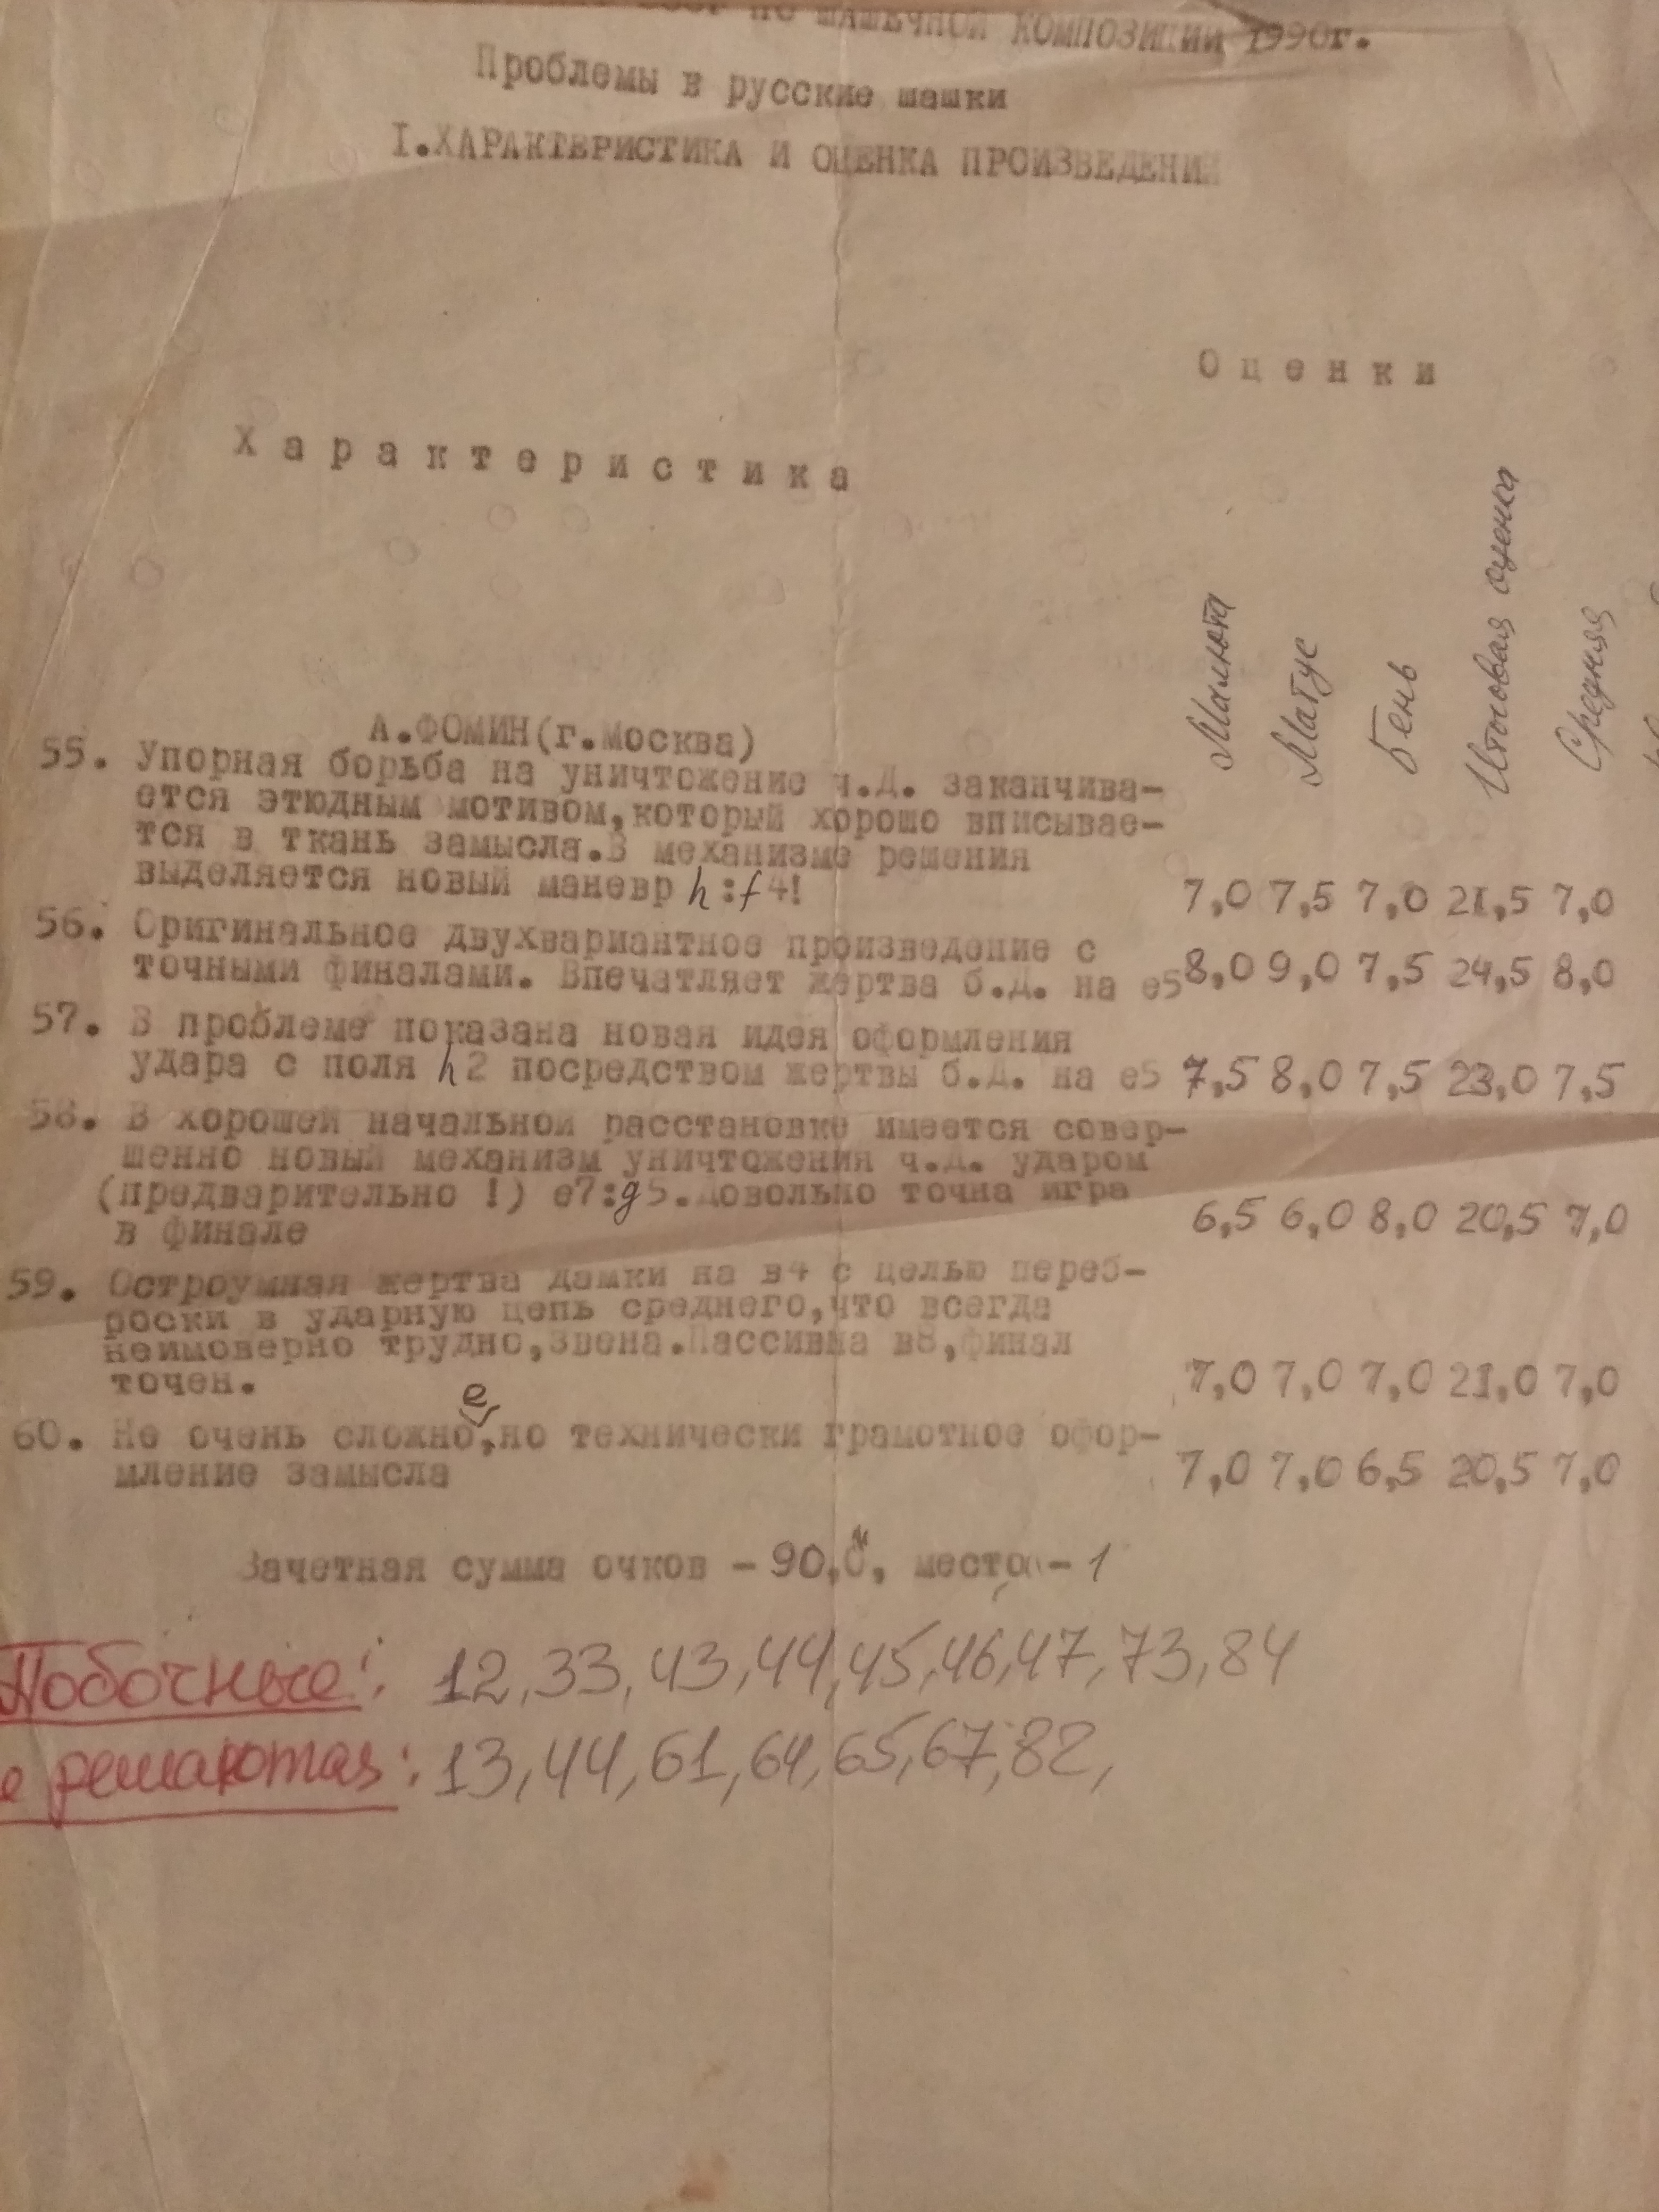 СССР ПО ШАШЕЧНОЙ КОМПОЗИЦИИ 1990г.
Проблемы в русские шашки
I.ХАРАКТЕРИСТИКА И ОЦЕНКА ПРОИЗВЕДЕНИЙ
О ц е н к и
Х а р а к т е р и с т и к а
Малюта
Матус
Бень
Итоговая оценка
Средняя
А.ФОМИН(г.Москва)
55. Упорная борьба на уничтожение ч.Д. заканчива-
ется этюдным мотивом,который хорошо вписывае-
тся в ткань замысла.В механизме решения
выделяется новый маневр h:f4! 7,0 7,5 7,0 21,5 7,0
56. Оригинальное двухвариантное произведение с
точными финалами. Впечатляет жертва б.Д. на е5 8,0 9,0 7,5 24,5 8,0
57. В проблеме показана новая идея оформления
удара с поля h2 посредством жертвы б.Д. на е5 7,5 8,0 7,5 23,0 7,5
58. В хорошей начальной расстановке имеется совер-
шенно новый механизм уничтожения ч.Д. ударом
(предварительно !) е7:g5.Довольно точна игра
в финале 6,5 6,0 8,0 20,5 7,0
59. Остроумная жертва дамки на в4 с целью переб-
роски в ударную цепь среднего,что всегда
неимоверно трудно,звена.Пассивна в8,финал
точен. 7,0 7,0 7,0 21,0 7,0
60. Не очень сложное,но технически грамотное офор-
мление замысла 7,0 7,0 6,5 20,5 7,0
Зачетная сумма очков - 90,0, место - 1
Побочные: 12,33,43,44,45,46,47,73,84
е решаются: 13,44,61,64,65,67,82,